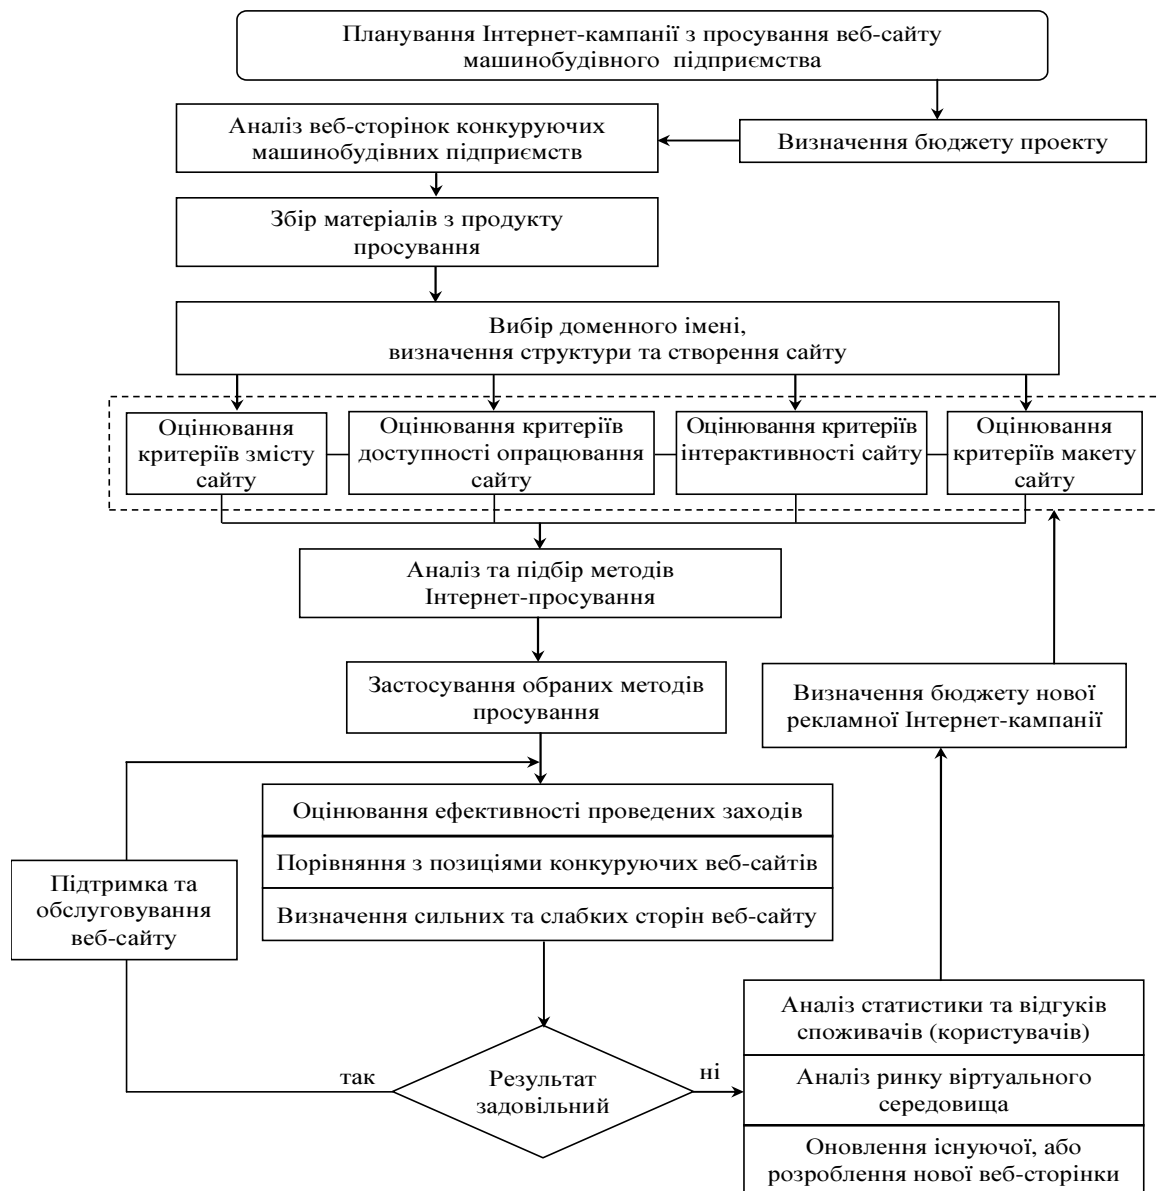 Планування Інтернет-кампанії з просування веб-сайту
машинобудівного підприємства
Аналіз веб-сторінок конкуруючих
машинобудівних підприємств
Визначення бюджету проекту
Збір матеріалів з продукту
просування
Вибір доменного імені,
визначення структури та створення сайту
Оцінювання
критеріїв змісту
сайту
Оцінювання критеріїв
доступності опрацювання
сайту
Оцінювання критеріїв
інтерактивності сайту
Оцінювання
критеріїв макету
сайту
Аналіз та підбір методів
Інтернет-просування
Застосування обраних методів
просування
Визначення бюджету нової
рекламної Інтернет-кампанії
Оцінювання ефективності проведених заходів
Порівняння з позиціями конкуруючих веб-сайтів
Визначення сильних та слабких сторін веб-сайту
Підтримка та
обслуговування
веб-сайту
так
Результат
задовільний
ні
Аналіз статистики та відгуків
споживачів (користувачів)
Аналіз ринку віртуального
середовища
Оновлення існуючої, або
розроблення нової веб-сторінки